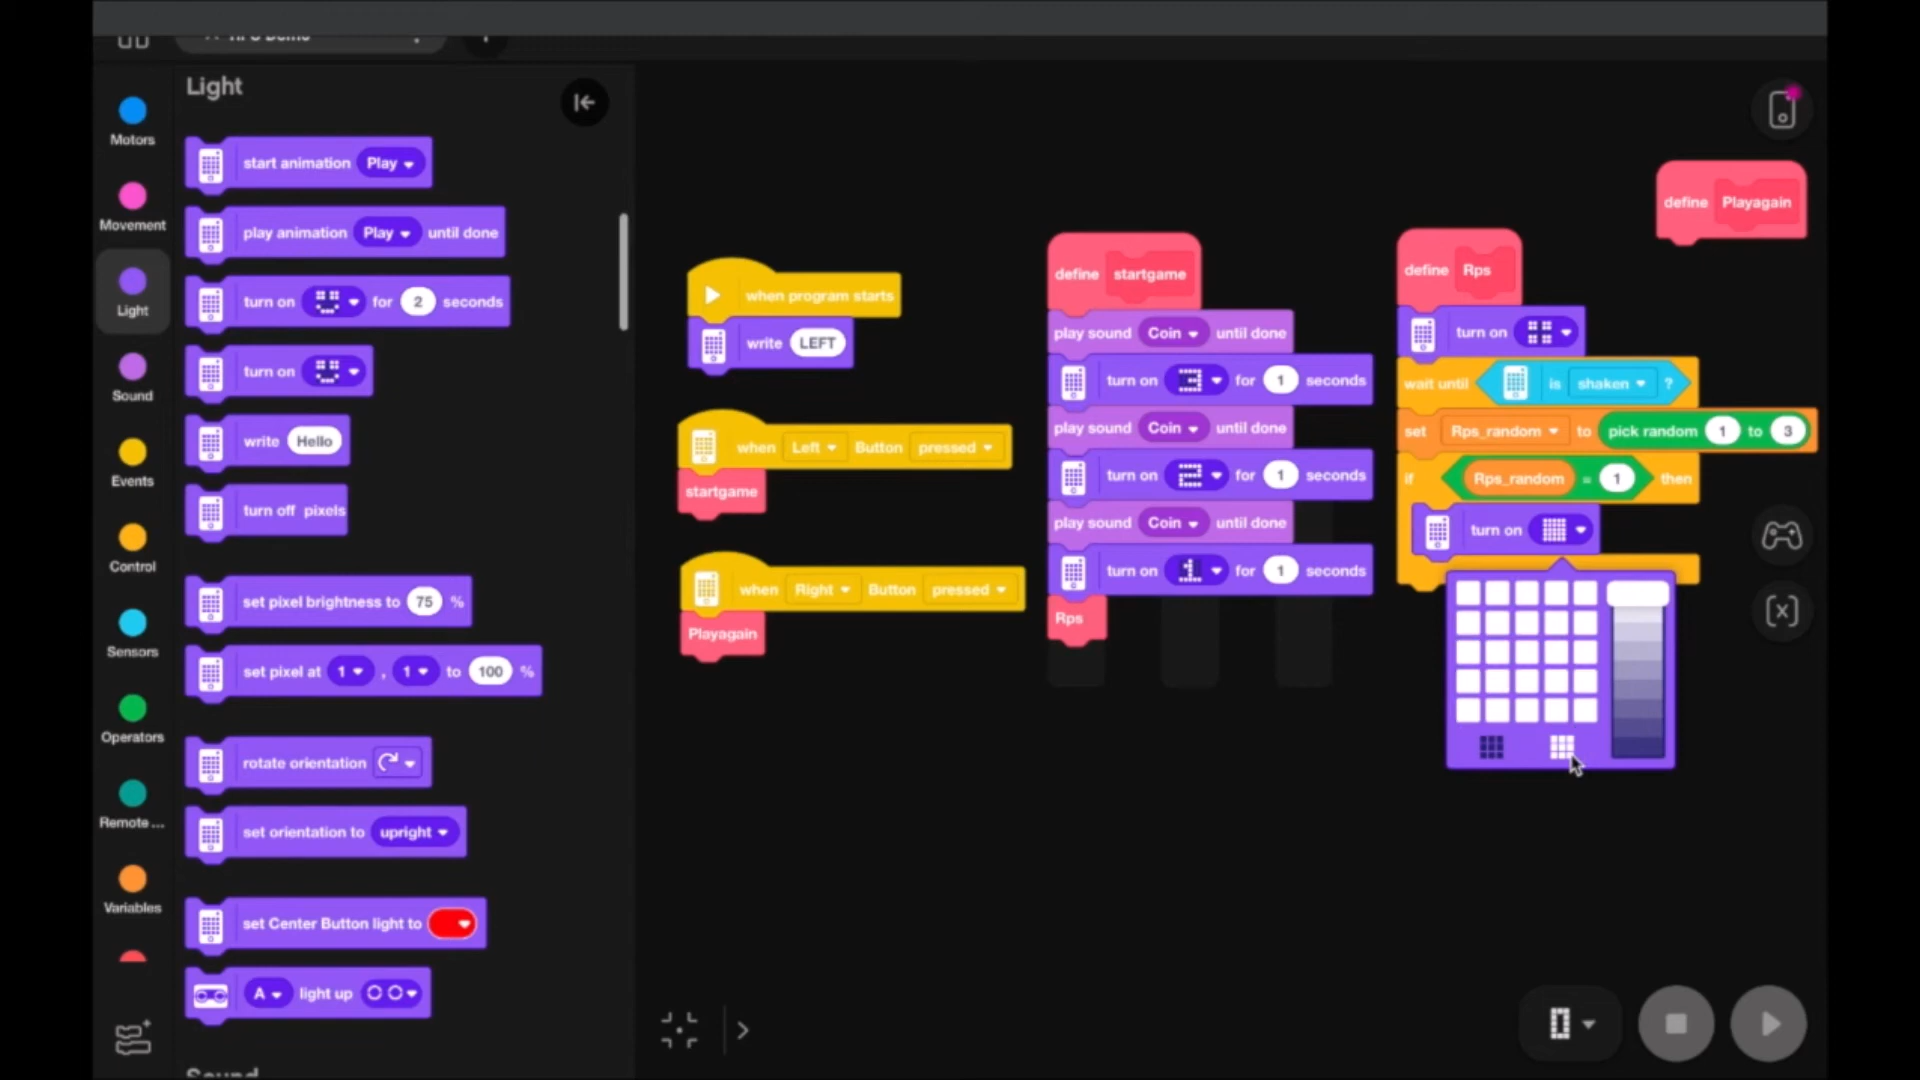 Light
Motors
Movement
Light
Sound
Events
Control
Sensors
Operators
Remote ...
Variables
start animation Play
play animation Play until done
turn on for 2 seconds
turn on
write Hello
turn off pixels
set pixel brightness to 75 %
set pixel at 1 , 1 to 100 %
rotate orientation
set orientation to upright
set Center Button light to
A light up
Sound
when program starts
write LEFT
when Left Button pressed
startgame
when Right Button pressed
Playagain
define startgame
play sound Coin until done
turn on for 1 seconds
play sound Coin until done
turn on for 1 seconds
play sound Coin until done
turn on for 1 seconds
Rps
define Rps
turn on
wait until is shaken ?
set Rps_random to pick random 1 to 3
if Rps_random = 1 then
turn on
define Playagain